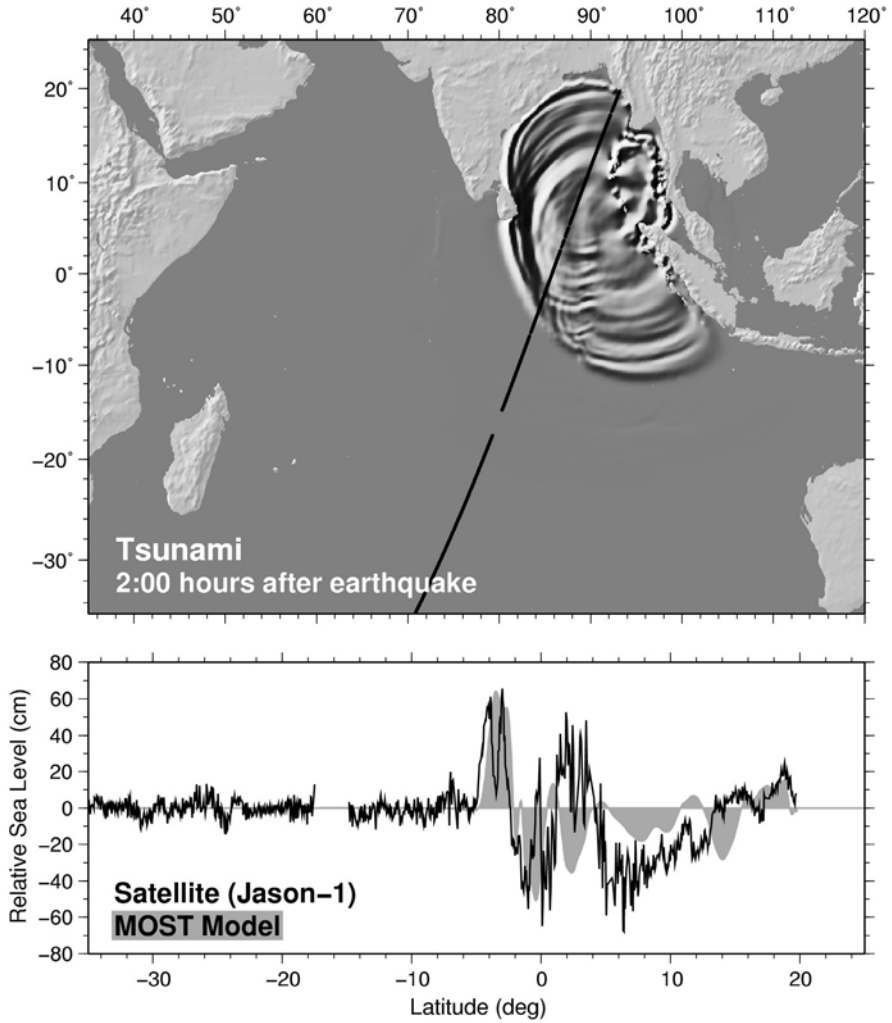 40˚ 50˚ 60˚ 70˚ 80˚ 90˚ 100˚ 110˚ 120˚
20˚
10˚
0˚
−10˚
−20˚
−30˚
Tsunami
2:00 hours after earthquake
80
60
40
20
0
−20
−40
−60
−80
Relative Sea Level (cm)
Satellite (Jason−1)
MOST Model
−30 −20 −10 0 10 20
Latitude (deg)